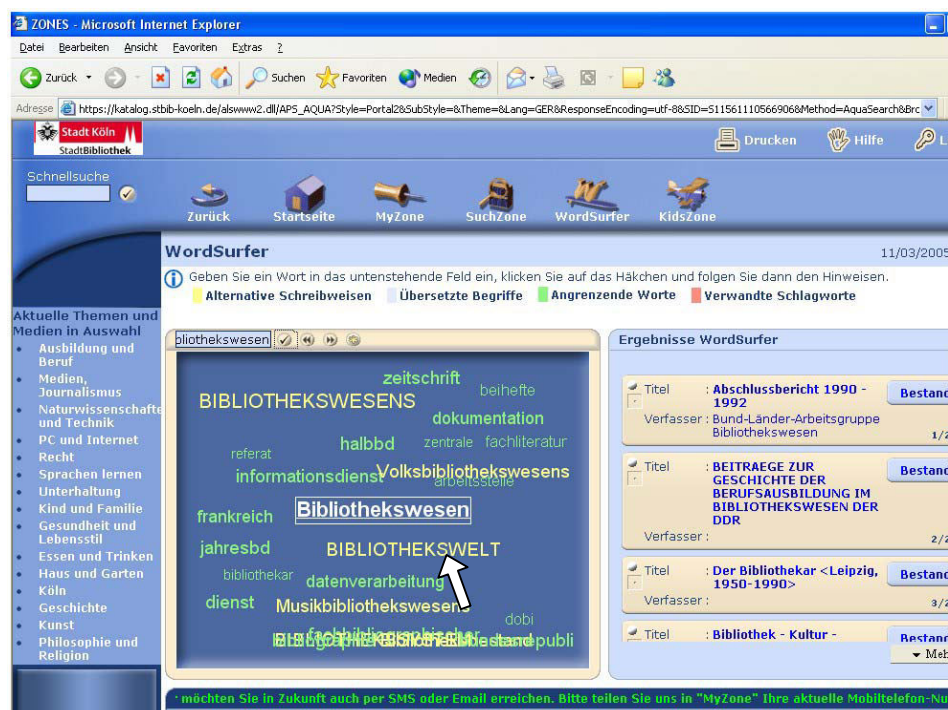 ZONES - Microsoft Internet Explorer
Datei Bearbeiten Ansicht Favoriten Extras ?
Zurück Suchen Favoriten Medien
Adresse https://katalog.stbib-koeln.de/alswww2.dll/APS_AQUA?Style=Portal2&SubStyle=&Theme=&Lang=GER&ResponseEncoding=utf-8&SID=S115611105669068Method=AquaSearch&Brc
Stadt Köln
StadtBibliothek
Drucken Hilfe
Schnellsuche
Zurück Startseite MyZone SuchZone WordSurfer KidsZone
WordSurfer 11/03/2005
Geben Sie ein Wort in das untenstehende Feld ein, klicken Sie auf das Häkchen und folgen Sie dann den Hinweisen.
Alternative Schreibweisen Übersetzte Begriffe Angrenzende Worte Verwandte Schlagworte
Aktuelle Themen und
Medien in Auswahl
Ausbildung und
Beruf
Medien,
Journalismus
Naturwissenschafte
und Technik
PC und Internet
Recht
Sprachen lernen
Unterhaltung
Kind und Familie
Gesundheit und
Lebensstil
Essen und Trinken
Haus und Garten
Köln
Geschichte
Kunst
Philosophie und
Religion
bliothekswesen
zeitschrift
beihefte
BIBLIOTHEKSWESENS
dokumentation
halbbd zentrale fachliteratur
referat
informationsdienst Volksbibliothekswesens
arbeitsstelle
Bibliothekswesen
frankreich
jahresbd BIBLIOTHEKSWELT
bibliothekar datenverarbeitung
dienst Musikbibliothekswesens
dobi
Ergebnisse WordSurfer
Titel : Abschlussbericht 1990 -
1992
Verfasser : Bund-Länder-Arbeitsgruppe
Bibliothekswesen
Bestand
1/2
Titel : BEITRAEGE ZUR
GESCHICHTE DER
BERUFSAUSBILDUNG IM
BIBLIOTHEKSWESEN DER
DDR
Verfasser :
Bestand
2/2
Titel : Der Bibliothekar <Leipzig,
1950-1990>
Verfasser :
Bestand
3/2
Titel : Bibliothek - Kultur -
Bestand
Meh
möchten Sie in Zukunft auch per SMS oder Email erreichen. Bitte teilen Sie uns in "MyZone" Ihre aktuelle Mobiltelefon-Nu